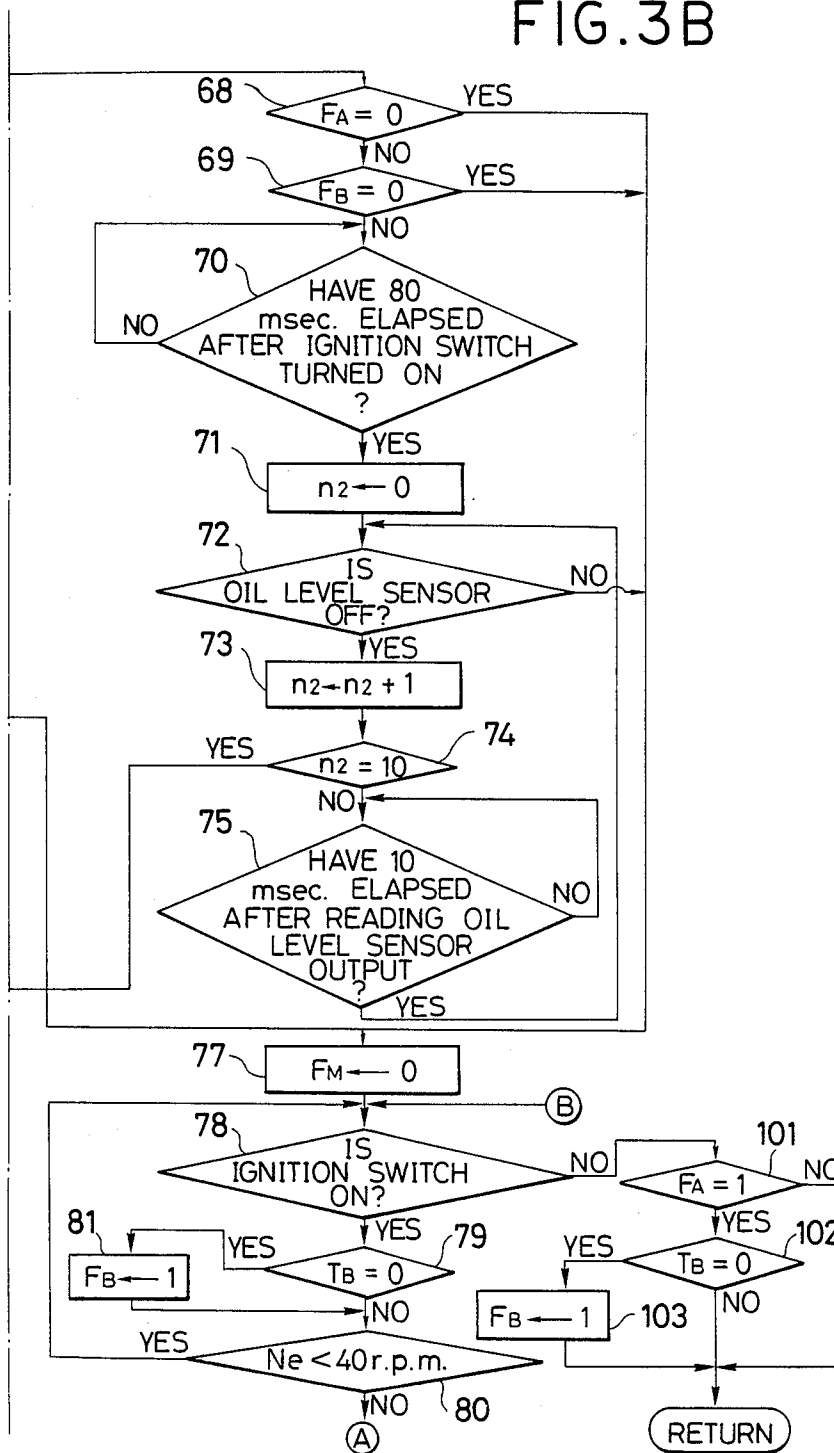 FIG.3B
68
FA = 0
YES
NO
69
FB = 0
YES
NO
70
HAVE 80
msec. ELAPSED
AFTER IGNITION SWITCH
TURNED ON
?
NO
YES
71
n2 ← 0
72
IS
OIL LEVEL SENSOR
OFF?
NO
YES
73
n2 ← n2 + 1
74
n2 = 10
YES
NO
75
HAVE 10
msec. ELAPSED
AFTER READING OIL
LEVEL SENSOR
OUTPUT
?
NO
YES
77
FM ← 0
B
78
IS
IGNITION SWITCH
ON?
NO
YES
101
FA = 1
NO
YES
79
TB = 0
YES
NO
81
FB ← 1
102
TB = 0
YES
NO
103
FB ← 1
80
Ne < 40 r.p.m.
YES
NO
A
RETURN